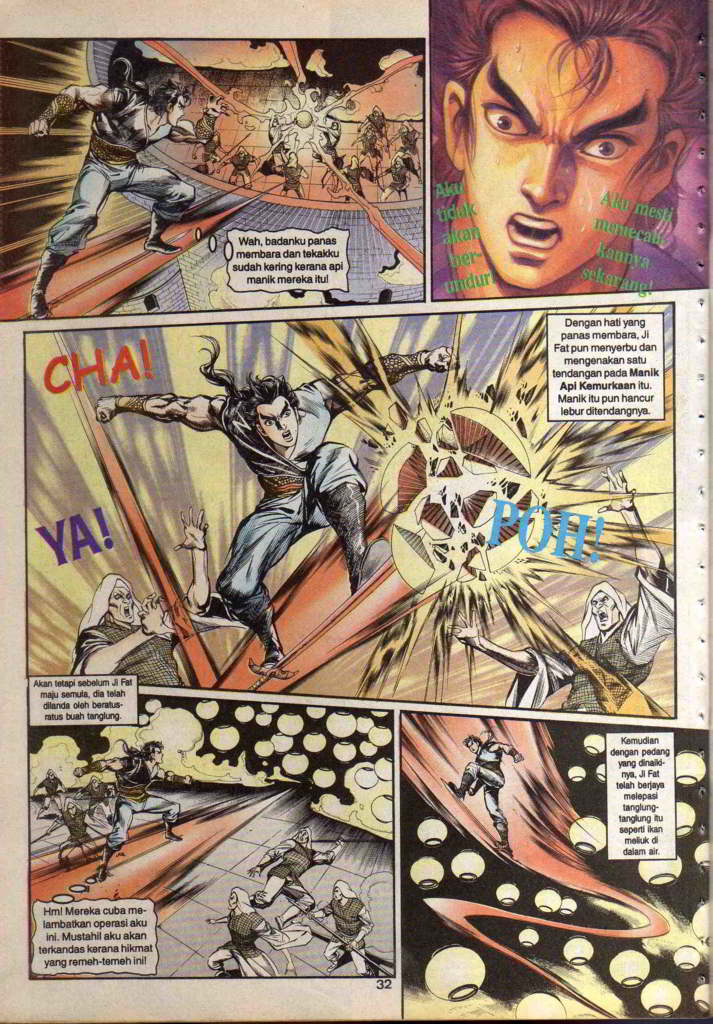 Wah, badanku panas
membara dan tekakku
sudah kering kerana api
manik mereka itu!
Aku
tidak
akan
ber-
undur!
Aku mesti
memecah-
kannya
sekarang!
Dengan hati yang
panas membara, Ji
Fat pun menyerbu dan
mengenakan satu
tendangan pada Manik
Api Kemurkaan itu.
Manik itu pun hancur
lebur ditendangnya.
CHA!
YA!
POH!
Akan tetapi sebelum Ji Fat
maju semula, dia telah
dilanda oleh beratus-
ratus buah tanglung.
Hm! Mereka cuba me-
lambatkan operasi aku
ini. Mustahil aku akan
terkandas kerana hikmat
yang remeh-temeh ini!
Kemudian
dengan pedang
yang dinaiki-
nya, Ji Fat
telah berjaya
melepasi
tanglung-
tanglung itu
seperti ikan
meliuk di
dalam air.
32